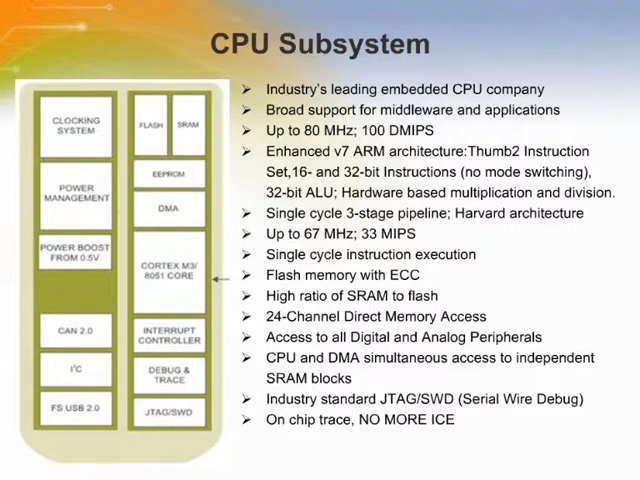 CPU Subsystem
CLOCKING
SYSTEM
POWER
MANAGEMENT
POWER BOOST
FROM 0.5V
CAN 2.0
I²C
FS USB 2.0
FLASH
SRAM
EEPROM
DMA
CORTEX M3/
8051 CORE
INTERRUPT
CONTROLLER
DEBUG &
TRACE
JTAG/SWD
➢ Industry's leading embedded CPU company
➢ Broad support for middleware and applications
➢ Up to 80 MHz; 100 DMIPS
➢ Enhanced v7 ARM architecture:Thumb2 Instruction
Set,16- and 32-bit Instructions (no mode switching),
32-bit ALU; Hardware based multiplication and division.
➢ Single cycle 3-stage pipeline; Harvard architecture
➢ Up to 67 MHz; 33 MIPS
➢ Single cycle instruction execution
➢ Flash memory with ECC
➢ High ratio of SRAM to flash
➢ 24-Channel Direct Memory Access
➢ Access to all Digital and Analog Peripherals
➢ CPU and DMA simultaneous access to independent
SRAM blocks
➢ Industry standard JTAG/SWD (Serial Wire Debug)
➢ On chip trace, NO MORE ICE